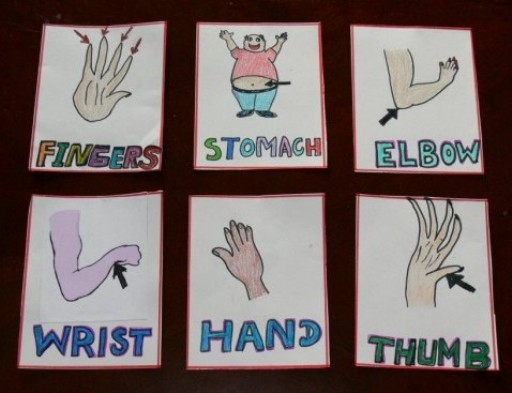 FINGERS
STOMACH
ELBOW
WRIST
HAND
THUMB